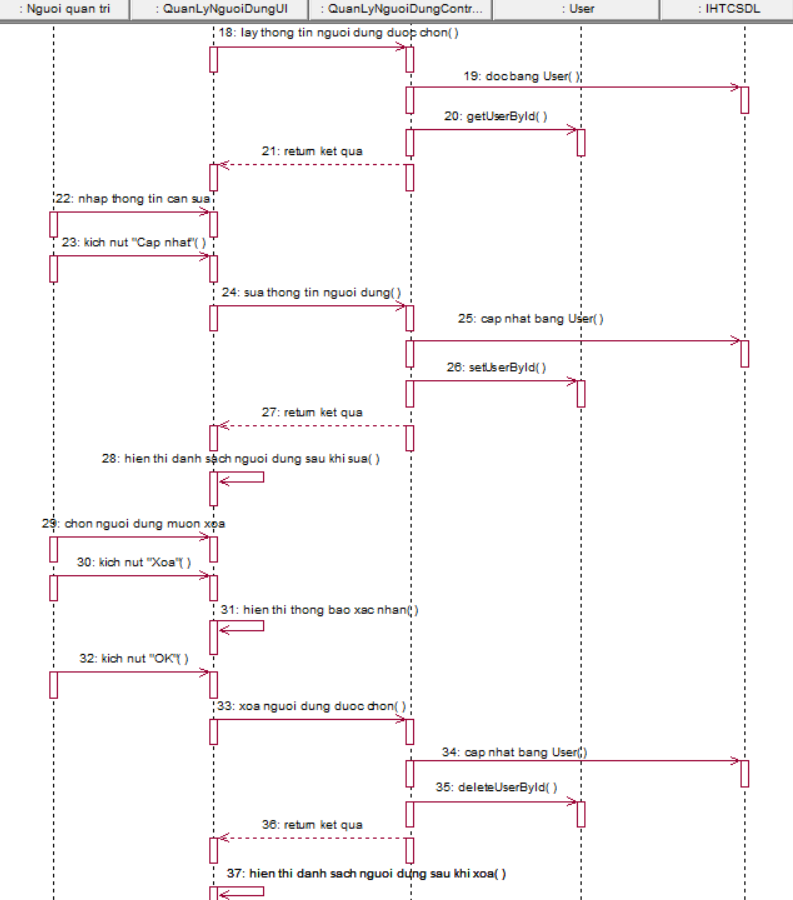 : Nguoi quan tri
: QuanLyNguoiDungUI
: QuanLyNguoiDungContr...
: User
: IHTCSDL
18: lay thong tin nguoi dung duoc chon( )
19: doc bang User( )
20: getUserById( )
21: return ket qua
22: nhap thong tin can sua
23: kich nut "Cap nhat"( )
24: sua thong tin nguoi dung( )
25: cap nhat bang User( )
26: setUserById( )
27: return ket qua
28: hien thi danh sach nguoi dung sau khi sua( )
29: chon nguoi dung muon xoa
30: kich nut "Xoa"( )
31: hien thi thong bao xac nhan( )
32: kich nut "OK"( )
33: xoa nguoi dung duoc chon( )
34: cap nhat bang User( )
35: deleteUserById( )
36: return ket qua
37: hien thi danh sach nguoi dung sau khi xoa( )